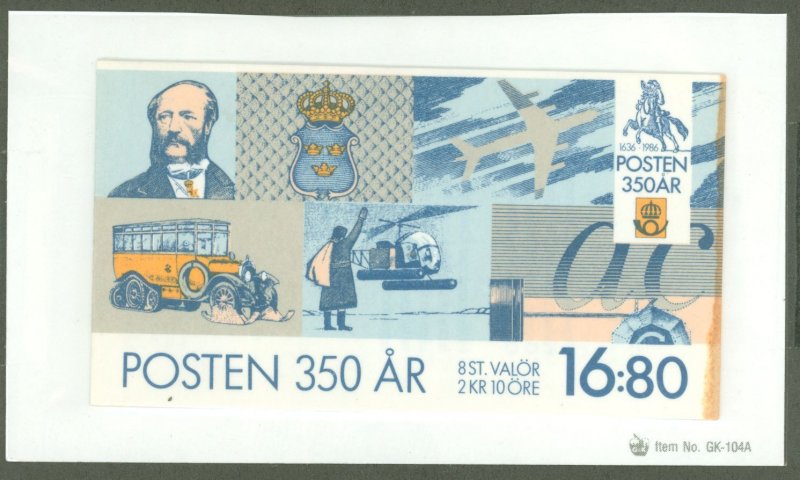 1636 - 1986
POSTEN
350 ÅR
ac
POSTEN 350 ÅR
8 ST. VALÖR
2 KR 10 ÖRE
16:80
Item No. GK-104A